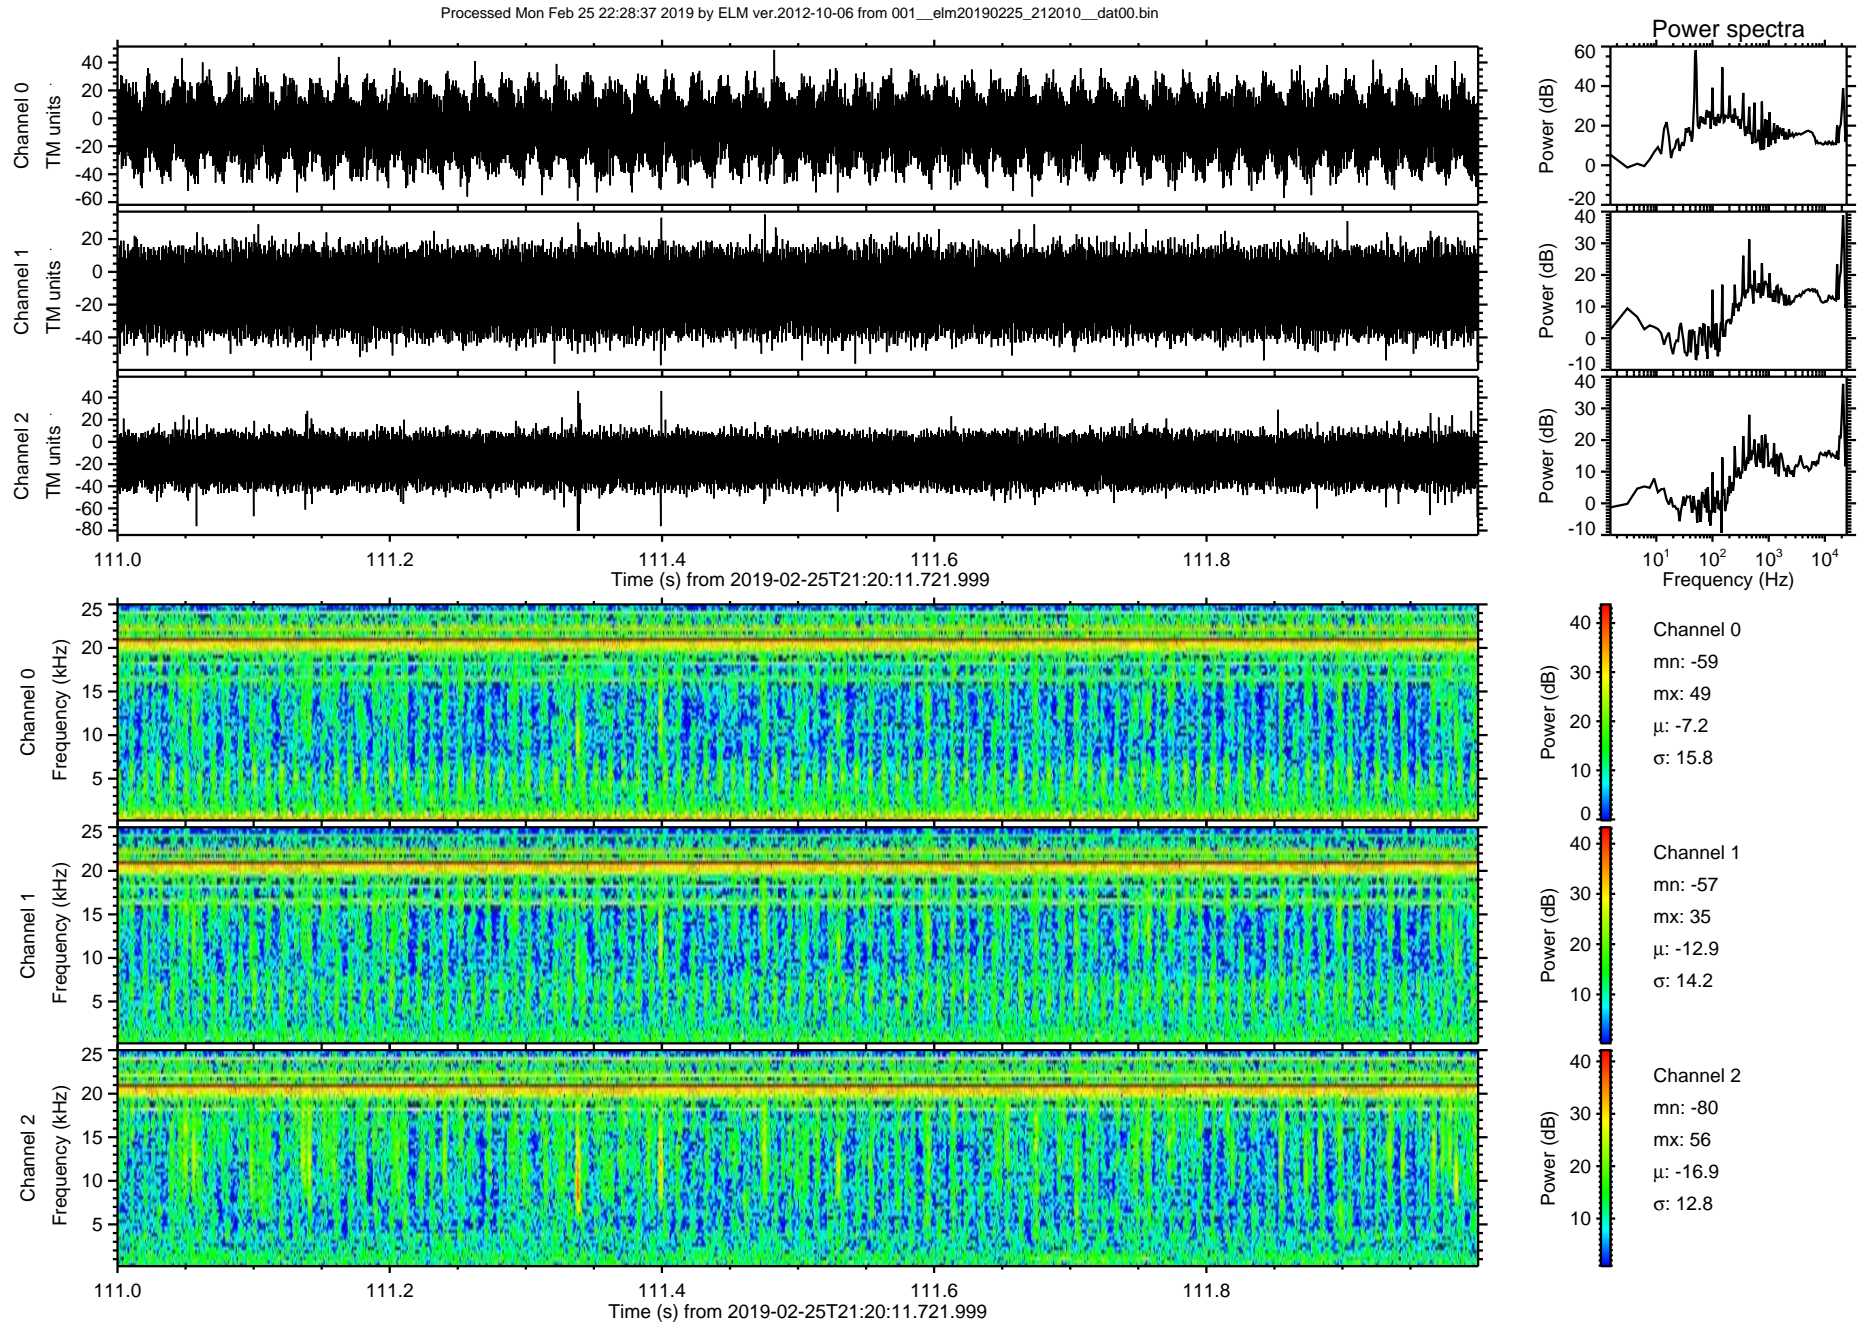 Processed Mon Feb 25 22:28:37 2019 by ELM ver.2012-10-06 from 001__elm20190225_212010__dat00.bin
Power spectra
Channel 0
TM units
40
20
0
-20
-40
-60
Power (dB)
60
40
20
0
-20
Channel 1
TM units
20
0
-20
-40
Power (dB)
40
30
20
10
0
-10
Channel 2
TM units
40
20
0
-20
-40
-60
-80
Power (dB)
40
30
20
10
0
-10
111.0 111.2 111.4 111.6 111.8
Time (s) from 2019-02-25T21:20:11.721.999
10¹ 10² 10³ 10⁴
Frequency (Hz)
Channel 0
Frequency (kHz)
25
20
15
10
5
Power (dB)
40
30
20
10
0
Channel 0
mn: -59
mx: 49
μ: -7.2
σ: 15.8
Channel 1
Frequency (kHz)
25
20
15
10
5
Power (dB)
40
30
20
10
Channel 1
mn: -57
mx: 35
μ: -12.9
σ: 14.2
Channel 2
Frequency (kHz)
25
20
15
10
5
Power (dB)
40
30
20
10
Channel 2
mn: -80
mx: 56
μ: -16.9
σ: 12.8
111.0 111.2 111.4 111.6 111.8
Time (s) from 2019-02-25T21:20:11.721.999